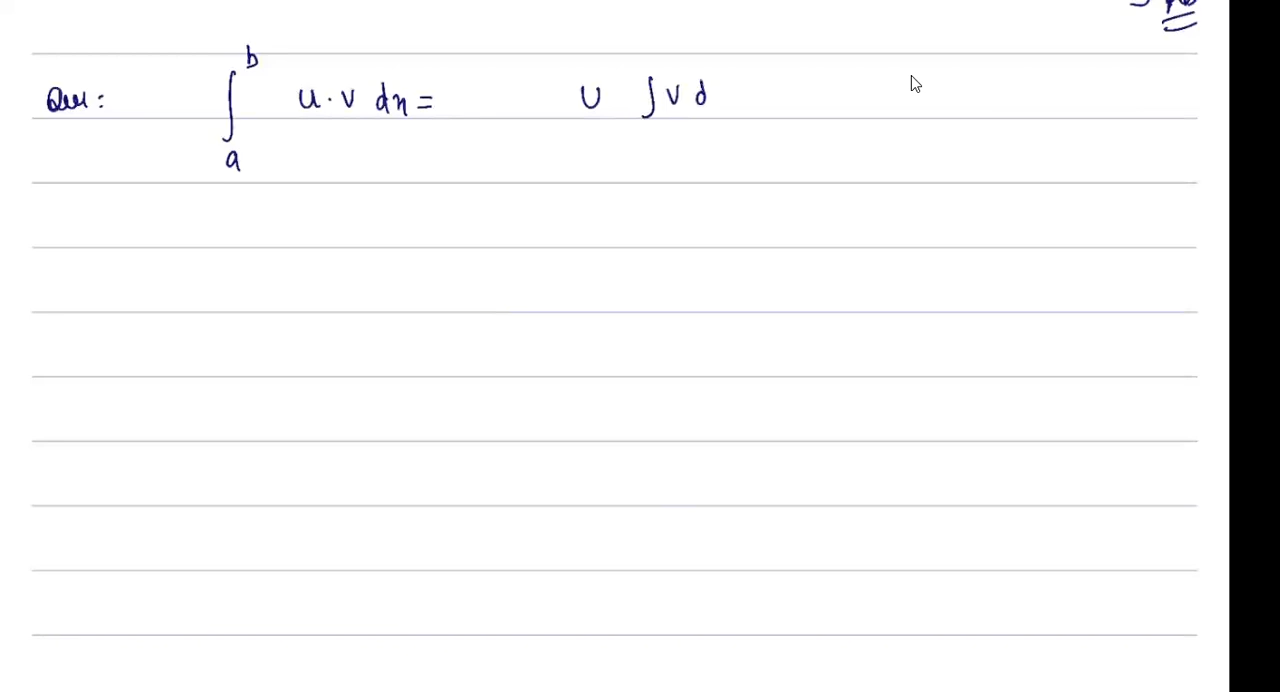 Que: ∫_a^b u·v dx = U ∫v d